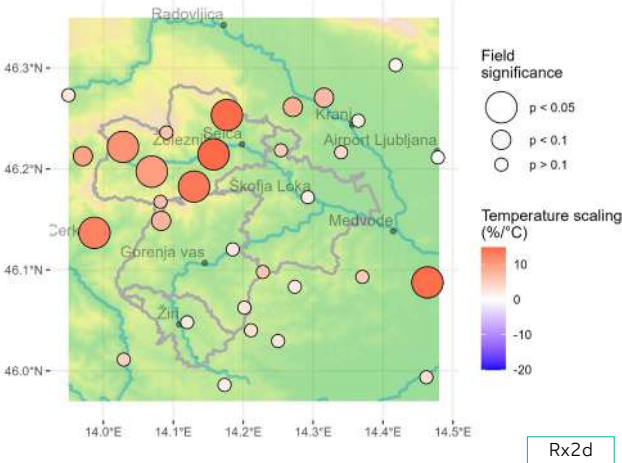 Radovljica
46.3°N
Kranj
Selca
Železniki
Airport Ljubljana
46.2°N
Škofja Loka
Medvode
Cerk
Gorenja vas
46.1°N
Žiri
46.0°N
14.0°E 14.1°E 14.2°E 14.3°E 14.4°E 14.5°E
Field
significance
p < 0.05
p < 0.1
p > 0.1
Temperature scaling
(%/°C)
10
0
-10
-20
Rx2d